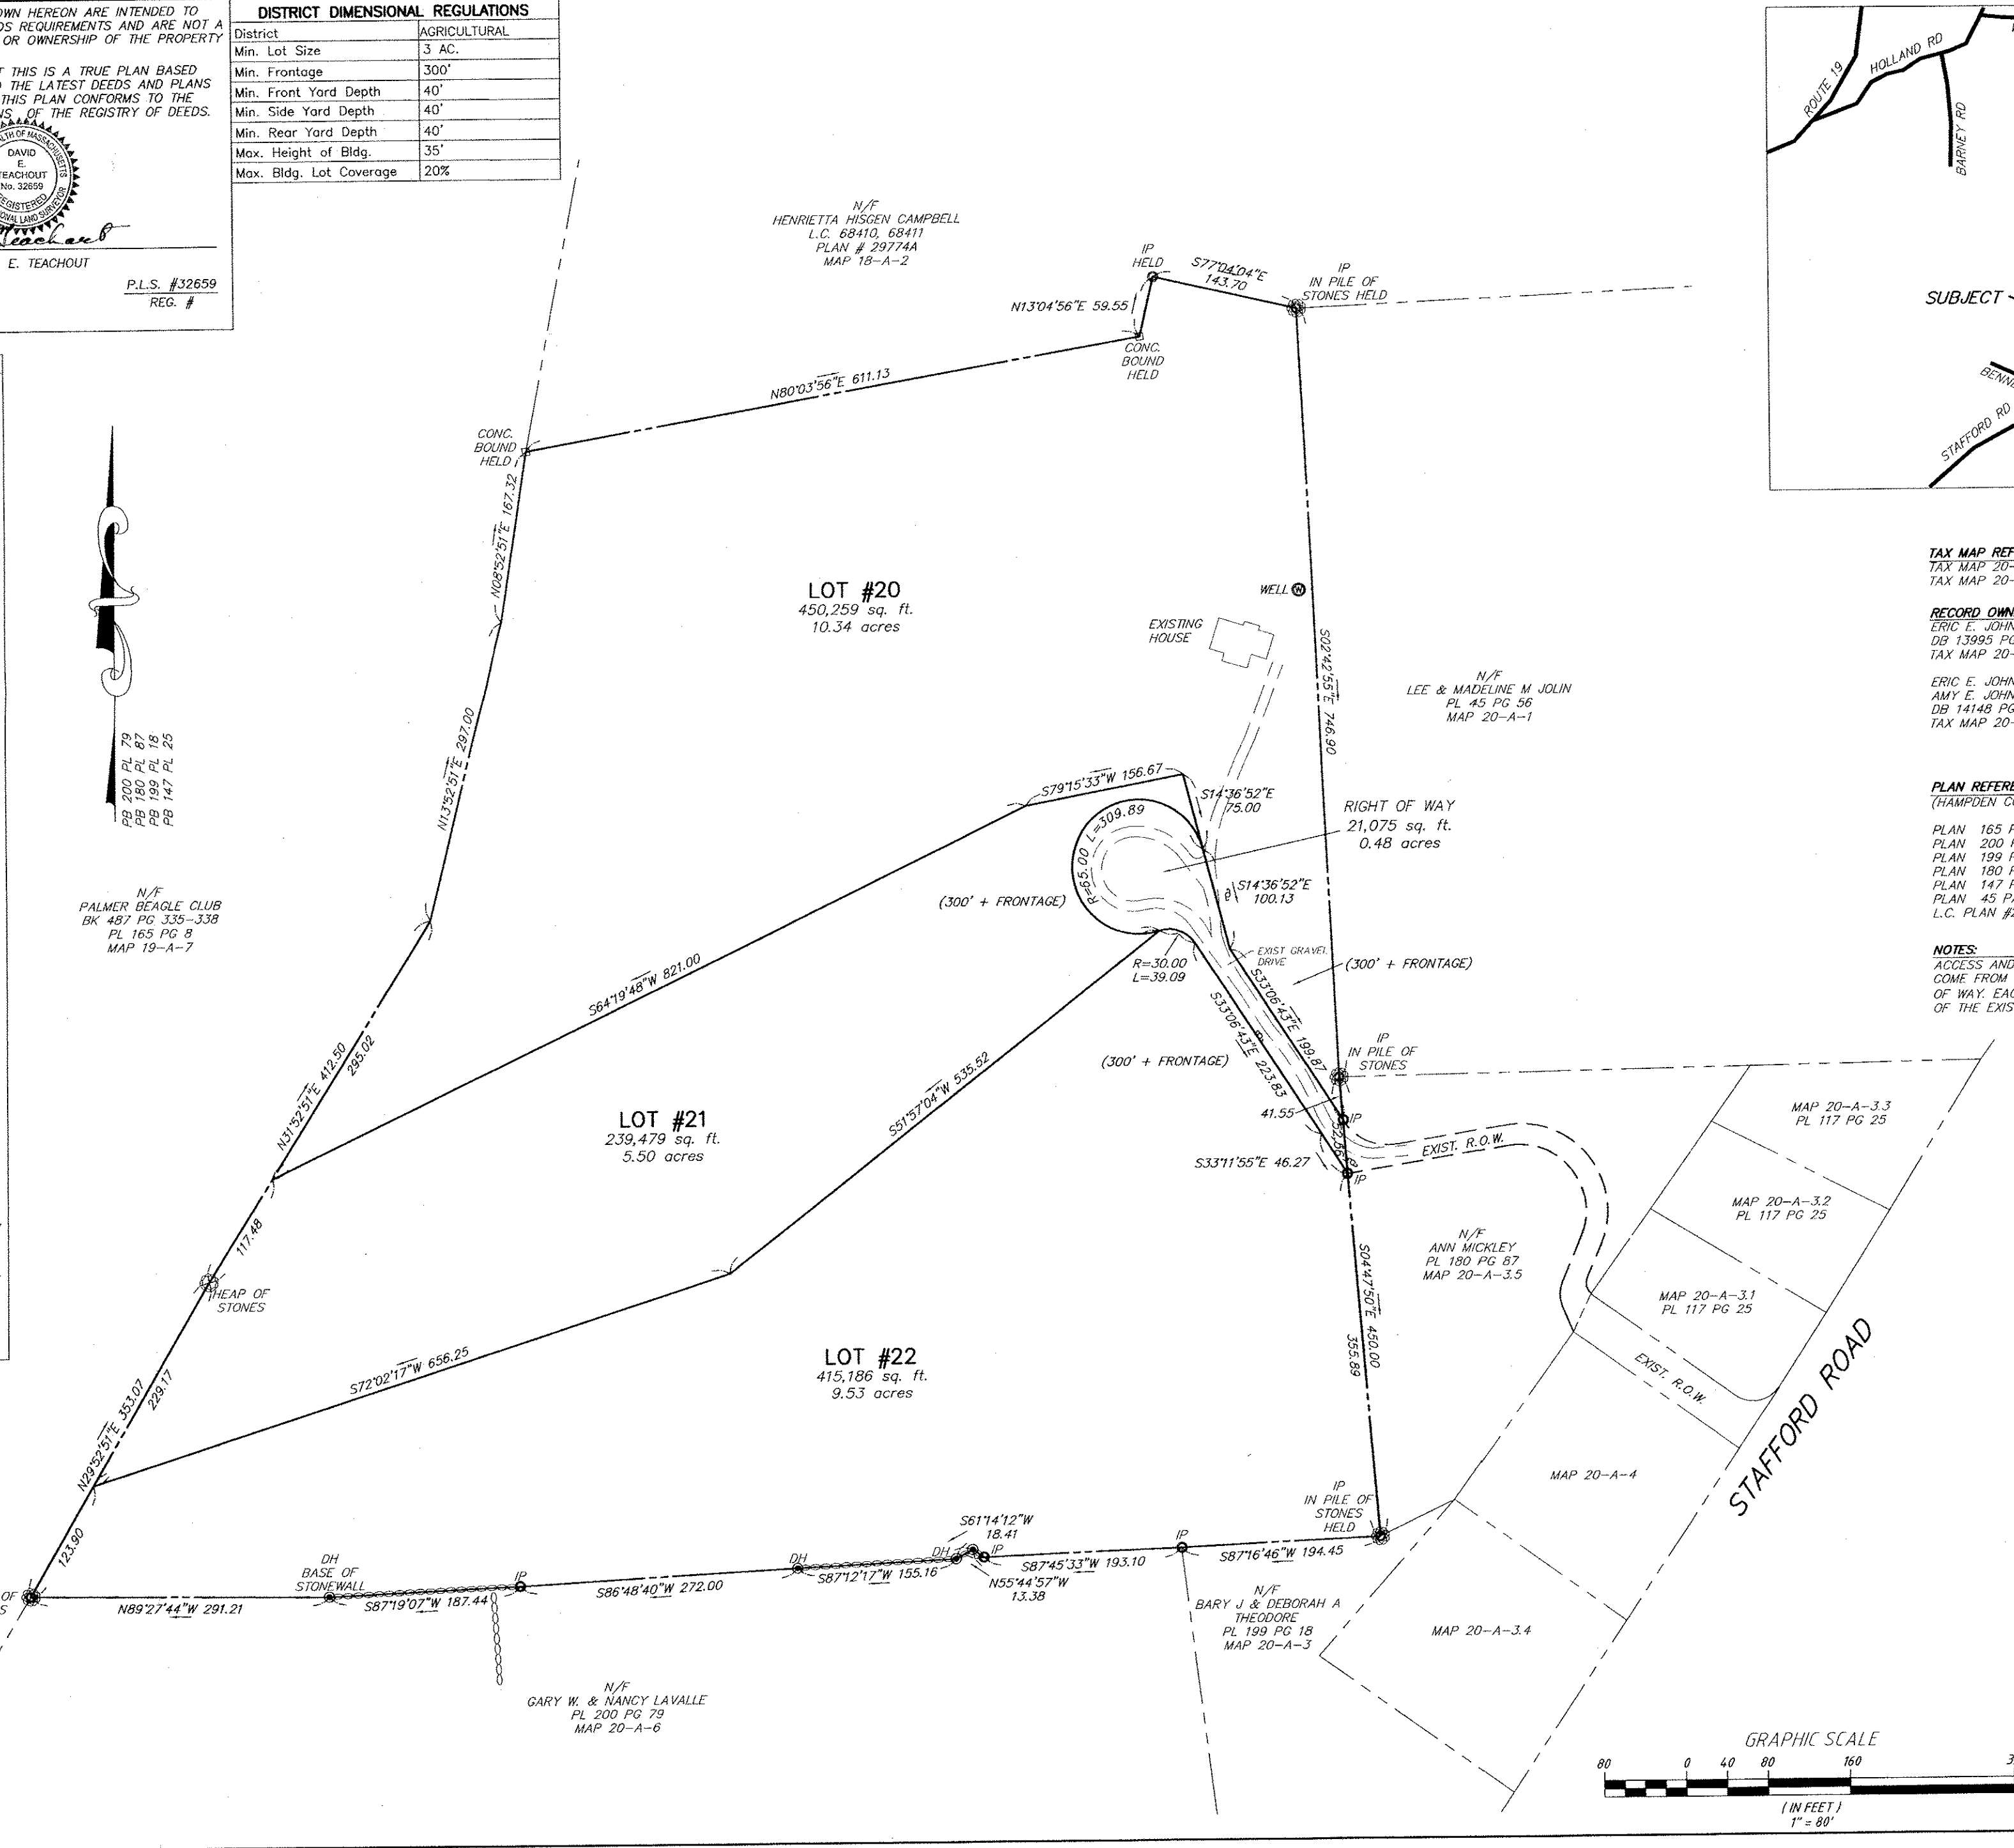 OWN HEREON ARE INTENDED TO
DS REQUIREMENTS AND ARE NOT A
OR OWNERSHIP OF THE PROPERTY
T THIS IS A TRUE PLAN BASED
THE LATEST DEEDS AND PLANS
THIS PLAN CONFORMS TO THE
NS OF THE REGISTRY OF DEEDS.
LTH OF MASSACHUSETTS
DAVID
E.
TEACHOUT
No. 32659
REGISTERED
ONAL LAND SURVEYOR
Teachout
E. TEACHOUT
P.L.S. #32659
REG. #
DISTRICT DIMENSIONAL REGULATIONS
District AGRICULTURAL
Min. Lot Size 3 AC.
Min. Frontage 300'
Min. Front Yard Depth 40'
Min. Side Yard Depth 40'
Min. Rear Yard Depth 40'
Max. Height of Bldg. 35'
Max. Bldg. Lot Coverage 20%
ROUTE 19
HOLLAND RD
BARNEY RD
SUBJECT
BENNE
STAFFORD RD
N/F
HENRIETTA HISGEN CAMPBELL
L.C. 68410, 68411
PLAN # 29774A
MAP 18-A-2
IP
HELD
S77°04'04"E
143.70
IP
IN PILE OF
STONES HELD
N13°04'56"E 59.55
CONC.
BOUND
HELD
N80°03'56"E 611.13
CONC.
BOUND
HELD
N08°52'51"E 167.32
N13°52'51"E 297.00
PB 200 PL 79
PB 180 PL 87
PB 199 PL 18
PB 147 PL 25
LOT #20
450,259 sq. ft.
10.34 acres
WELL
W
EXISTING
HOUSE
S02°42'55"E 746.90
N/F
LEE & MADELINE M JOLIN
PL 45 PG 56
MAP 20-A-1
TAX MAP REF
TAX MAP 20-
TAX MAP 20-
RECORD OWN
ERIC E. JOHN
DB 13995 PG
TAX MAP 20-
ERIC E. JOHN
AMY E. JOHN
DB 14148 PG
TAX MAP 20-
PLAN REFERE
(HAMPDEN CO
PLAN 165 P
PLAN 200 P
PLAN 199 P
PLAN 180 P
PLAN 147 P
PLAN 45 PA
L.C. PLAN #2
NOTES:
ACCESS AND
COME FROM
OF WAY. EAC
OF THE EXIS
S79°15'33"W 156.67
S14°36'52"E
75.00
RIGHT OF WAY
21,075 sq. ft.
0.48 acres
R=65.00 L=309.89
S14°36'52"E
100.13
(300' + FRONTAGE)
N/F
PALMER BEAGLE CLUB
BK 487 PG 335-338
PL 165 PG 8
MAP 19-A-7
S64°19'48"W 821.00
R=30.00
L=39.09
EXIST GRAVEL
DRIVE
(300' + FRONTAGE)
S33°06'43"E 199.87
S33°06'43"E 223.83
(300' + FRONTAGE)
IP
IN PILE OF
STONES
N31°52'51"E 412.50
295.02
S51°57'04"W 535.52
LOT #21
239,479 sq. ft.
5.50 acres
41.55
IP
52.56
S33°11'55"E 46.27
IP
EXIST. R.O.W.
MAP 20-A-3.3
PL 117 PG 25
MAP 20-A-3.2
PL 117 PG 25
MAP 20-A-3.1
PL 117 PG 25
117.48
HEAP OF
STONES
N/F
ANN MICKLEY
PL 180 PG 87
MAP 20-A-3.5
S04°47'50"E 450.00
355.89
EXIST. R.O.W.
STAFFORD ROAD
S72°02'17"W 656.25
LOT #22
415,186 sq. ft.
9.53 acres
N29°52'51"E 353.07
229.17
123.90
MAP 20-A-4
IP
IN PILE OF
STONES
HELD
S61°14'12"W
18.41
IP
DH
IP
DH
DH
BASE OF
STONEWALL
IP
OF
S
N89°27'44"W 291.21
S87°19'07"W 187.44
S86°48'40"W 272.00
S87°12'17"W 155.16
N55°44'57"W
13.38
S87°45'33"W 193.10
S87°16'46"W 194.45
N/F
BARY J & DEBORAH A
THEODORE
PL 199 PG 18
MAP 20-A-3
MAP 20-A-3.4
N/F
GARY W. & NANCY LAVALLE
PL 200 PG 79
MAP 20-A-6
GRAPHIC SCALE
80 0 40 80 160 3
( IN FEET )
1" = 80'